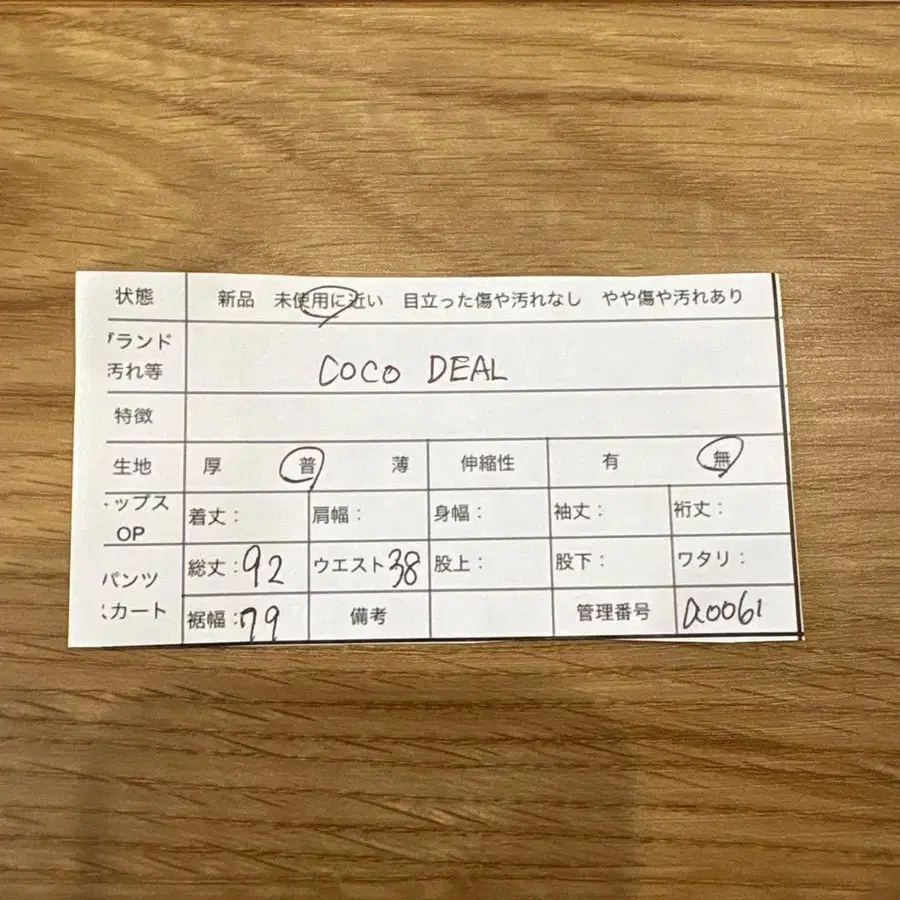 状態 新品 未使用に近い 目立った傷や汚れなし やや傷や汚れあり
ブランド
汚れ等 COCO DEAL
特徴
生地 厚 普 薄 伸縮性 有 無
トップス
OP 着丈： 肩幅： 身幅： 袖丈： 裄丈：
パンツ
スカート 総丈：92 ウエスト38 股上： 股下： ワタリ：
裾幅：79 備考 管理番号 a0061